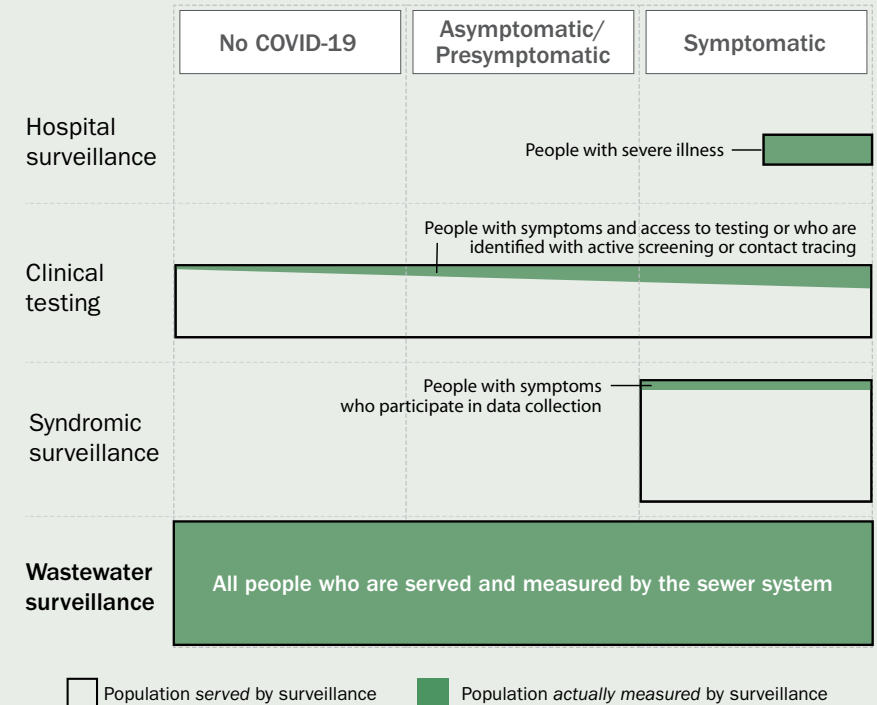 No COVID-19
Asymptomatic/
Presymptomatic
Symptomatic
Hospital
surveillance
People with severe illness
Clinical
testing
People with symptoms and access to testing or who are
identified with active screening or contact tracing
Syndromic
surveillance
People with symptoms
who participate in data collection
Wastewater
surveillance
All people who are served and measured by the sewer system
Population served by surveillance
Population actually measured by surveillance